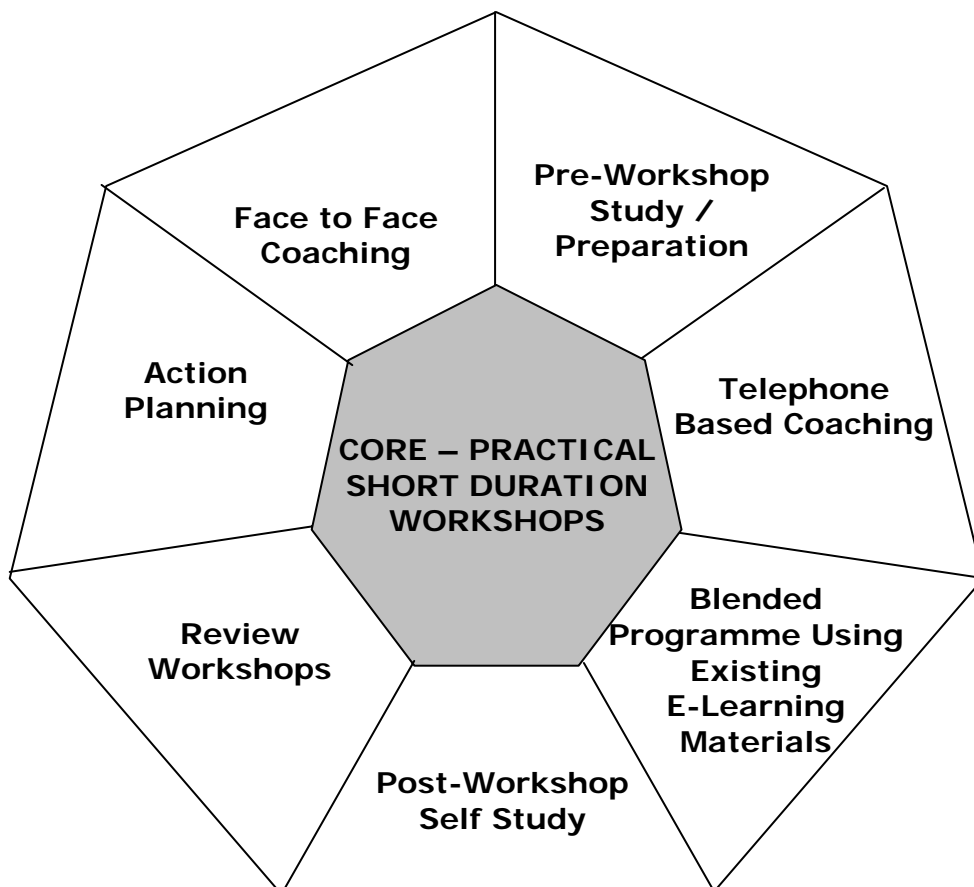 Pre-Workshop
Study /
Preparation
Face to Face
Coaching
Action
Planning
Telephone
Based Coaching
CORE – PRACTICAL
SHORT DURATION
WORKSHOPS
Blended
Programme Using
Existing
E-Learning
Materials
Review
Workshops
Post-Workshop
Self Study